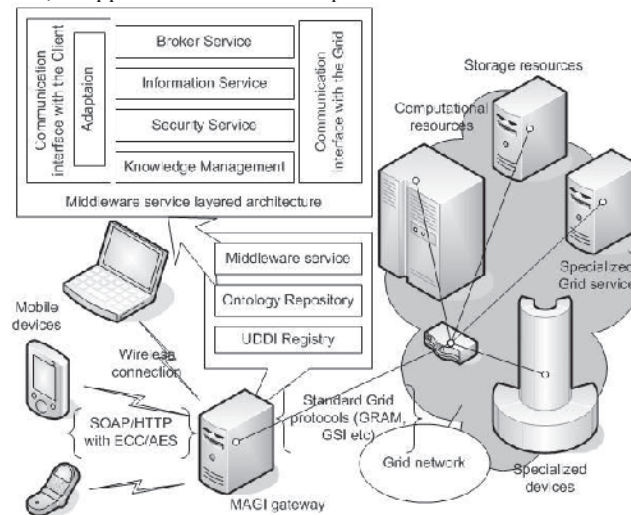 Communication
interface with the Client
Adaptaion
Broker Service
Information Service
Security Service
Knowledge Management
Communication
Interface with the Grid
Middleware service layered architecture
Storage resources
Computational
resources
Specialized
Grid service
Middleware service
Ontology Repository
UDDI Registry
Mobile
devices
Wireless
connection
SOAP/HTTP
with ECC/AES
Standard Grid
protocols (GRAM,
GSI etc)
Grid network
MAGI gateway
Specialized
devices